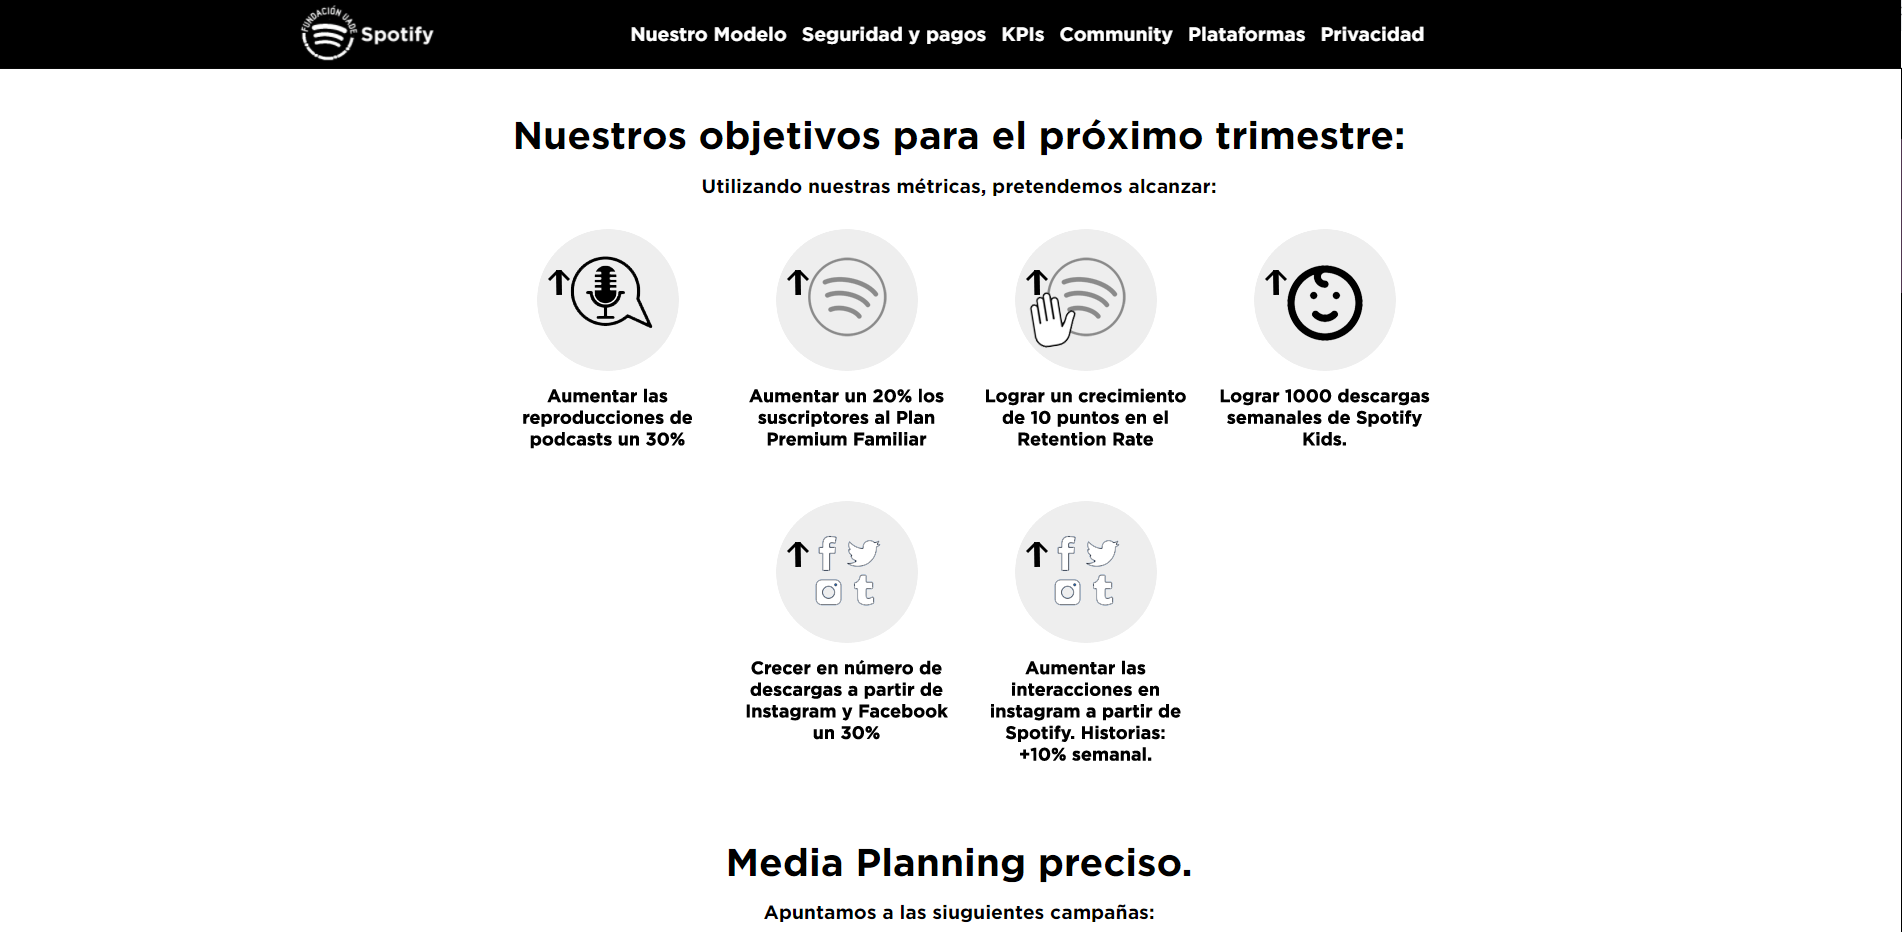 FUNDACIÓN UADE
Spotify
Nuestro Modelo Seguridad y pagos KPIs Community Plataformas Privacidad
Nuestros objetivos para el próximo trimestre:
Utilizando nuestras métricas, pretendemos alcanzar:
Aumentar las
reproducciones de
podcasts un 30%
Aumentar un 20% los
suscriptores al Plan
Premium Familiar
Lograr un crecimiento
de 10 puntos en el
Retention Rate
Lograr 1000 descargas
semanales de Spotify
Kids.
Crecer en número de
descargas a partir de
Instagram y Facebook
un 30%
Aumentar las
interacciones en
instagram a partir de
Spotify. Historias:
+10% semanal.
Media Planning preciso.
Apuntamos a las siuguientes campañas: